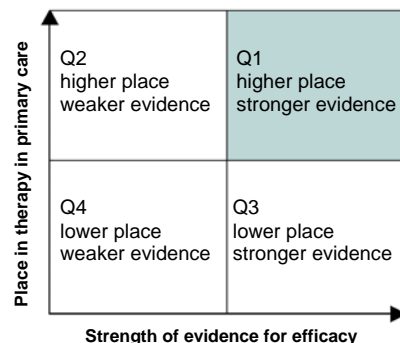 Place in therapy in primary care
Q2
higher place
weaker evidence
Q1
higher place
stronger evidence
Q4
lower place
weaker evidence
Q3
lower place
stronger evidence
Strength of evidence for efficacy